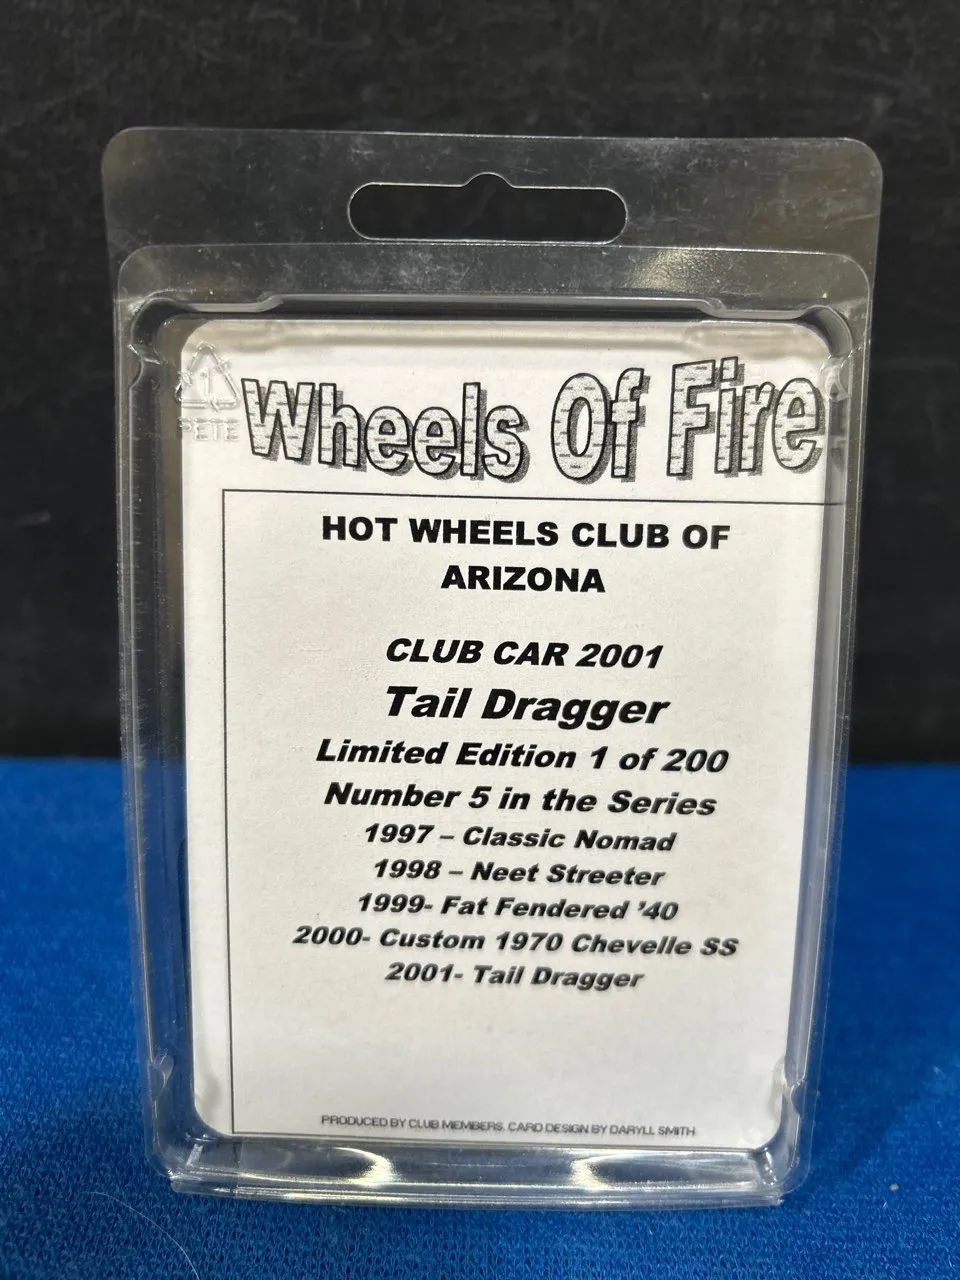 Wheels Of Fire
1
PETE
HOT WHEELS CLUB OF
ARIZONA
CLUB CAR 2001
Tail Dragger
Limited Edition 1 of 200
Number 5 in the Series
1997 – Classic Nomad
1998 – Neet Streeter
1999- Fat Fendered ’40
2000- Custom 1970 Chevelle SS
2001- Tail Dragger
PRODUCED BY CLUB MEMBERS. CARD DESIGN BY DARYLL SMITH